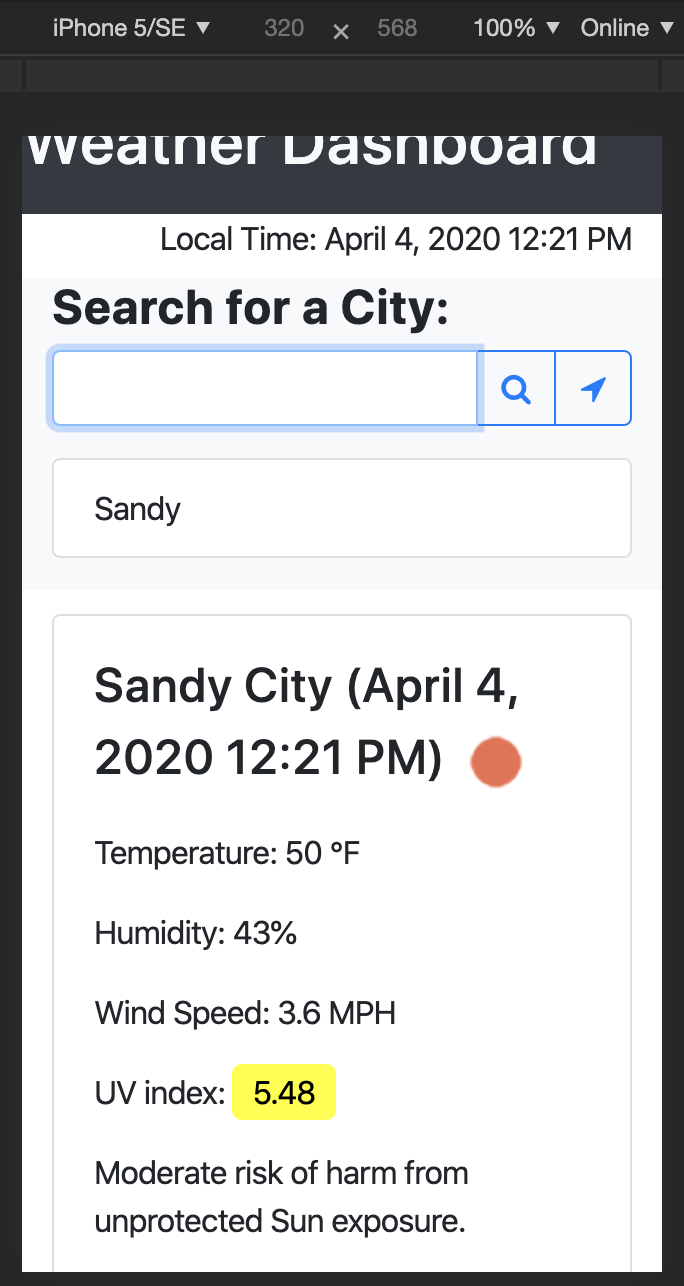 iPhone 5/SE ▼ 320 × 568 100% ▼ Online ▼
Weather Dashboard
Local Time: April 4, 2020 12:21 PM
Search for a City:
Sandy
Sandy City (April 4,
2020 12:21 PM)
Temperature: 50 °F
Humidity: 43%
Wind Speed: 3.6 MPH
UV index: 5.48
Moderate risk of harm from
unprotected Sun exposure.